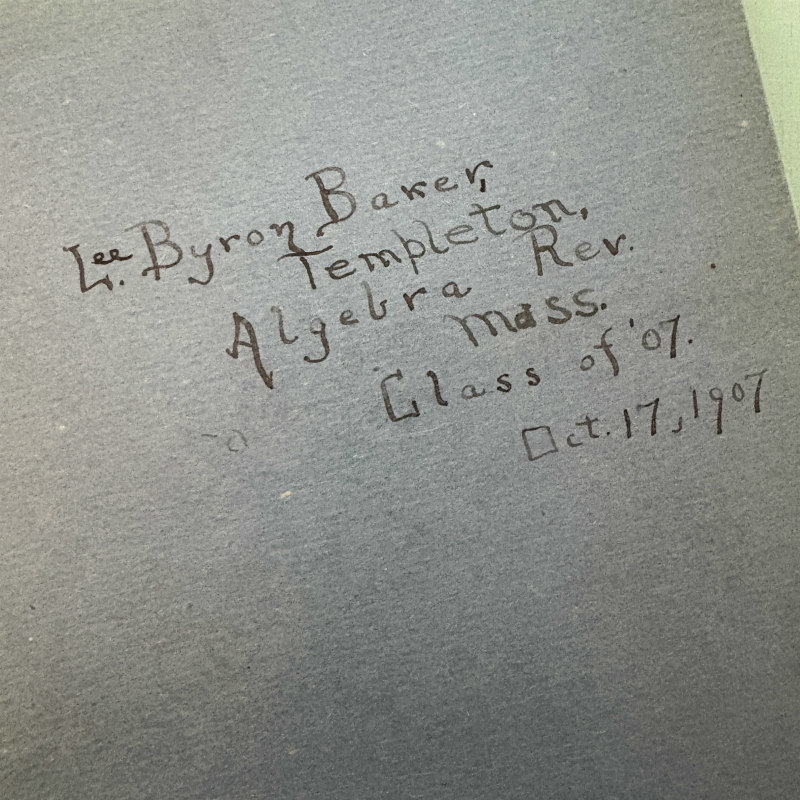 Lee Byron Baker,
Templeton,
Algebra Rev.
Mass.
Class of '07.
Oct. 17, 1907